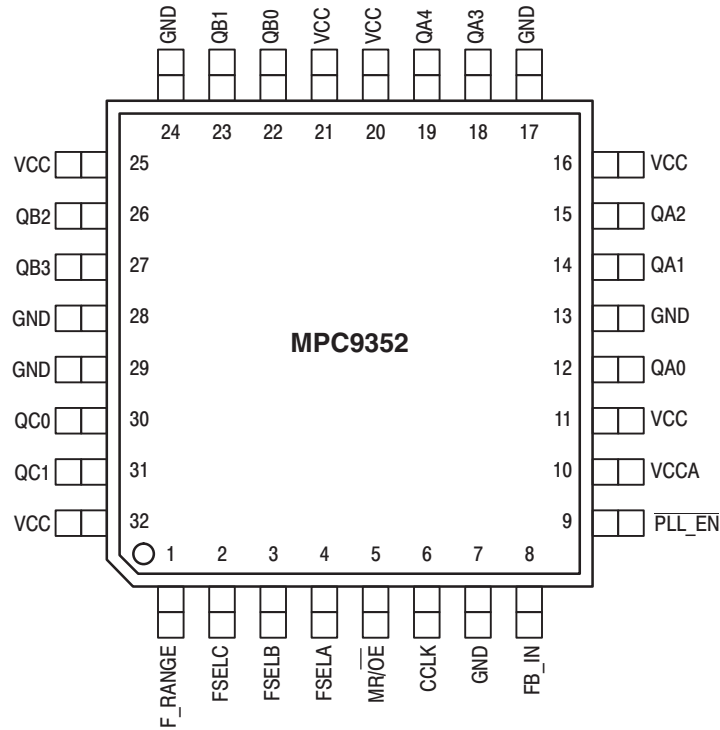 GND QB1 QB0 VCC VCC QA4 QA3 GND
24 23 22 21 20 19 18 17
VCC 25 16 VCC
QB2 26 15 QA2
QB3 27 14 QA1
GND 28 13 GND
MPC9352
GND 29 12 QA0
QC0 30 11 VCC
QC1 31 10 VCCA
VCC 32 9 P̅L̅L̅_̅E̅N̅
1 2 3 4 5 6 7 8
F_RANGE FSELC FSELB FSELA MR/O̅E̅ CCLK GND FB_IN